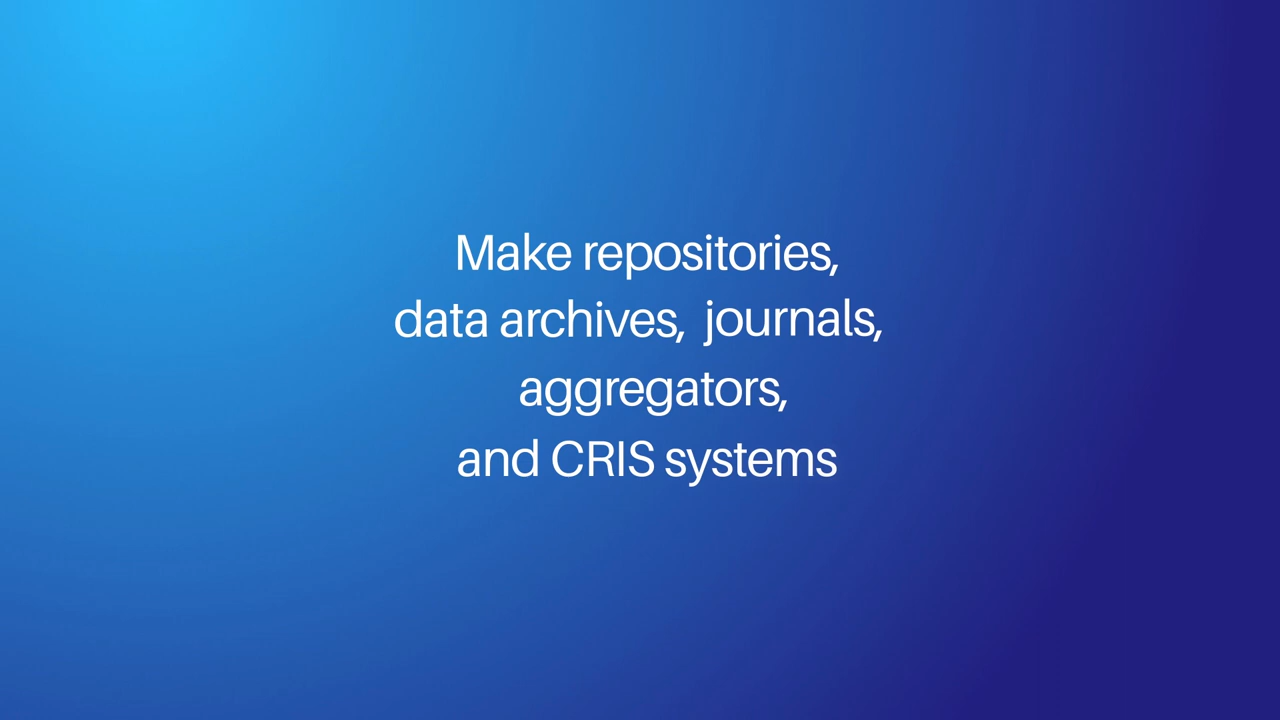 Make repositories,
data archives, journals,
aggregators,
and CRIS systems